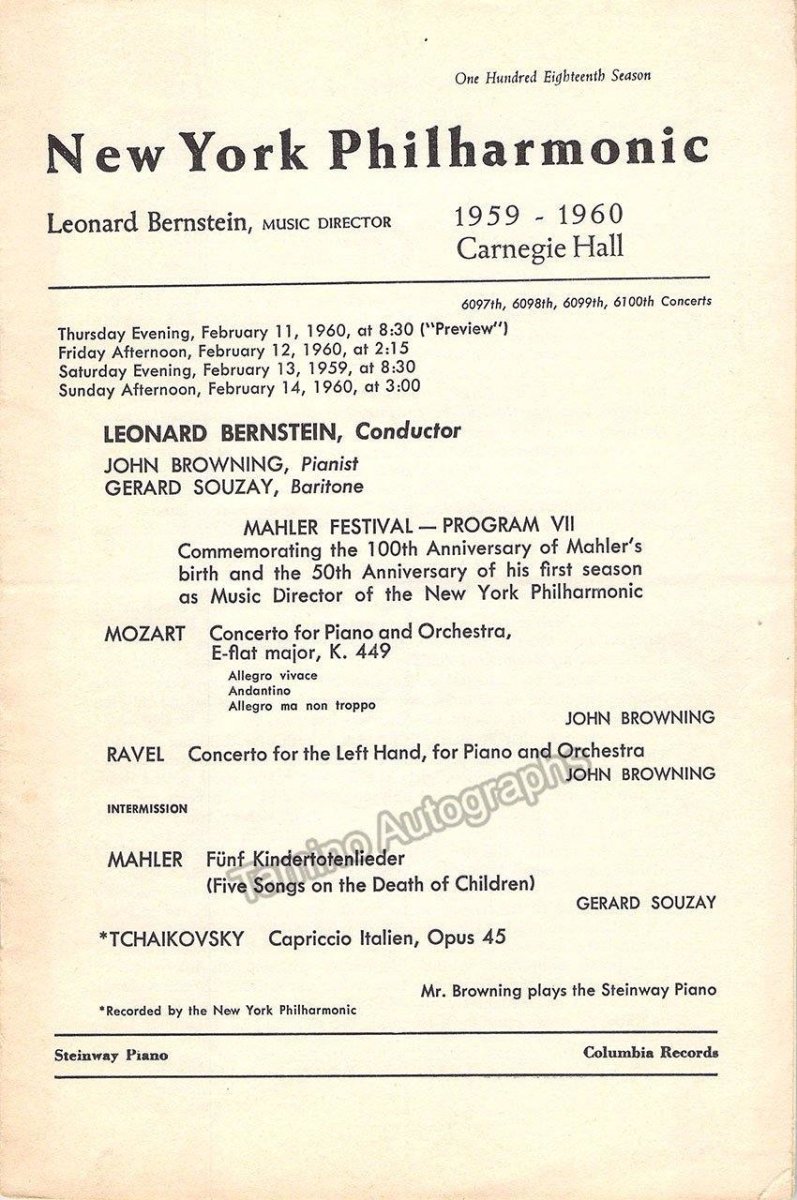 One Hundred Eighteenth Season
New York Philharmonic
Leonard Bernstein, MUSIC DIRECTOR
1959 - 1960
Carnegie Hall
6097th, 6098th, 6099th, 6100th Concerts
Thursday Evening, February 11, 1960, at 8:30 ("Preview")
Friday Afternoon, February 12, 1960, at 2:15
Saturday Evening, February 13, 1959, at 8:30
Sunday Afternoon, February 14, 1960, at 3:00
LEONARD BERNSTEIN, Conductor
JOHN BROWNING, Pianist
GERARD SOUZAY, Baritone
MAHLER FESTIVAL — PROGRAM VII
Commemorating the 100th Anniversary of Mahler's
birth and the 50th Anniversary of his first season
as Music Director of the New York Philharmonic
MOZART Concerto for Piano and Orchestra,
E-flat major, K. 449
Allegro vivace
Andantino
Allegro ma non troppo
JOHN BROWNING
RAVEL Concerto for the Left Hand, for Piano and Orchestra
JOHN BROWNING
INTERMISSION
Tamino Autographs
MAHLER Fünf Kindertotenlieder
(Five Songs on the Death of Children)
GERARD SOUZAY
*TCHAIKOVSKY Capriccio Italien, Opus 45
Mr. Browning plays the Steinway Piano
*Recorded by the New York Philharmonic
Steinway Piano
Columbia Records